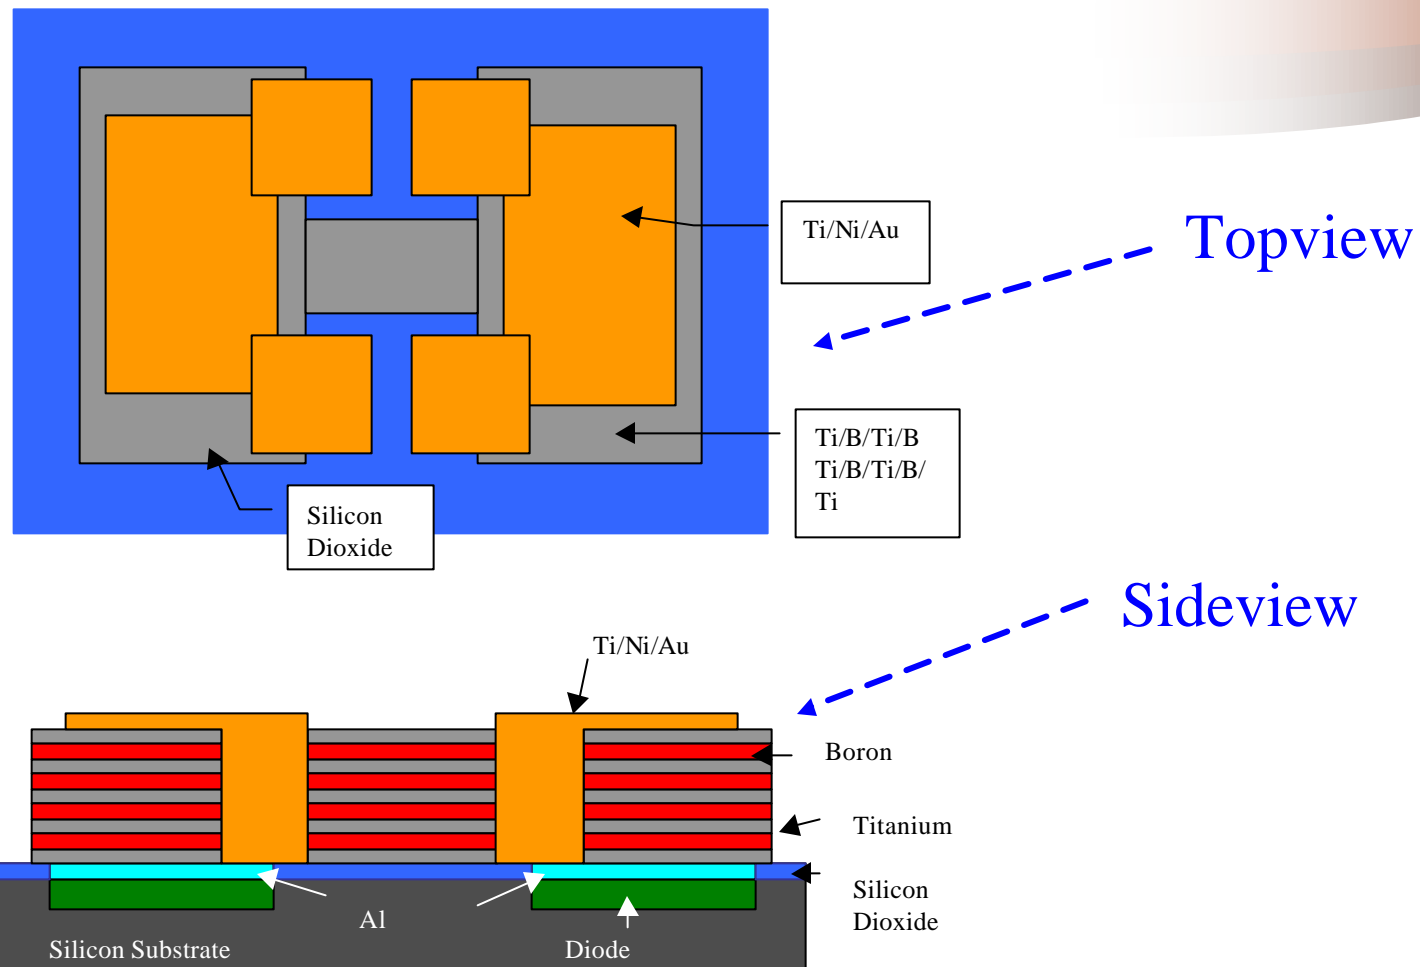 Ti/Ni/Au
Topview
Ti/B/Ti/B
Ti/B/Ti/B/
Ti
Silicon
Dioxide
Sideview
Ti/Ni/Au
Boron
Titanium
Silicon
Dioxide
Al
Silicon Substrate
Diode